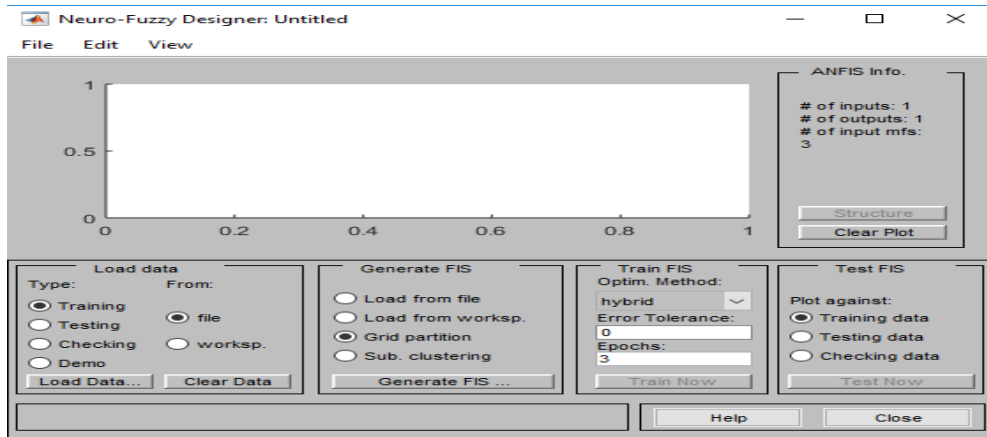 Neuro-Fuzzy Designer: Untitled
File Edit View
1
0.5
0
0 0.2 0.4 0.6 0.8 1
ANFIS Info.
# of inputs: 1
# of outputs: 1
# of input mfs:
3
Structure
Clear Plot
Load data
Type: From:
Training
file
Testing
Checking
worksp.
Demo
Load Data... Clear Data
Generate FIS
Load from file
Load from worksp.
Grid partition
Sub. clustering
Generate FIS ...
Train FIS
Optim. Method:
hybrid
Error Tolerance:
0
Epochs:
3
Train Now
Test FIS
Plot against:
Training data
Testing data
Checking data
Test Now
Help Close